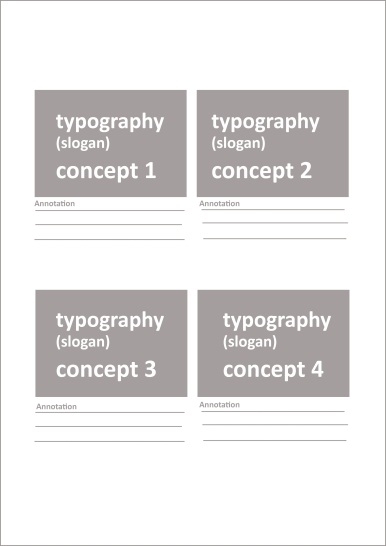 typography
(slogan)
concept 1
Annotation
typography
(slogan)
concept 2
Annotation
typography
(slogan)
concept 3
Annotation
typography
(slogan)
concept 4
Annotation